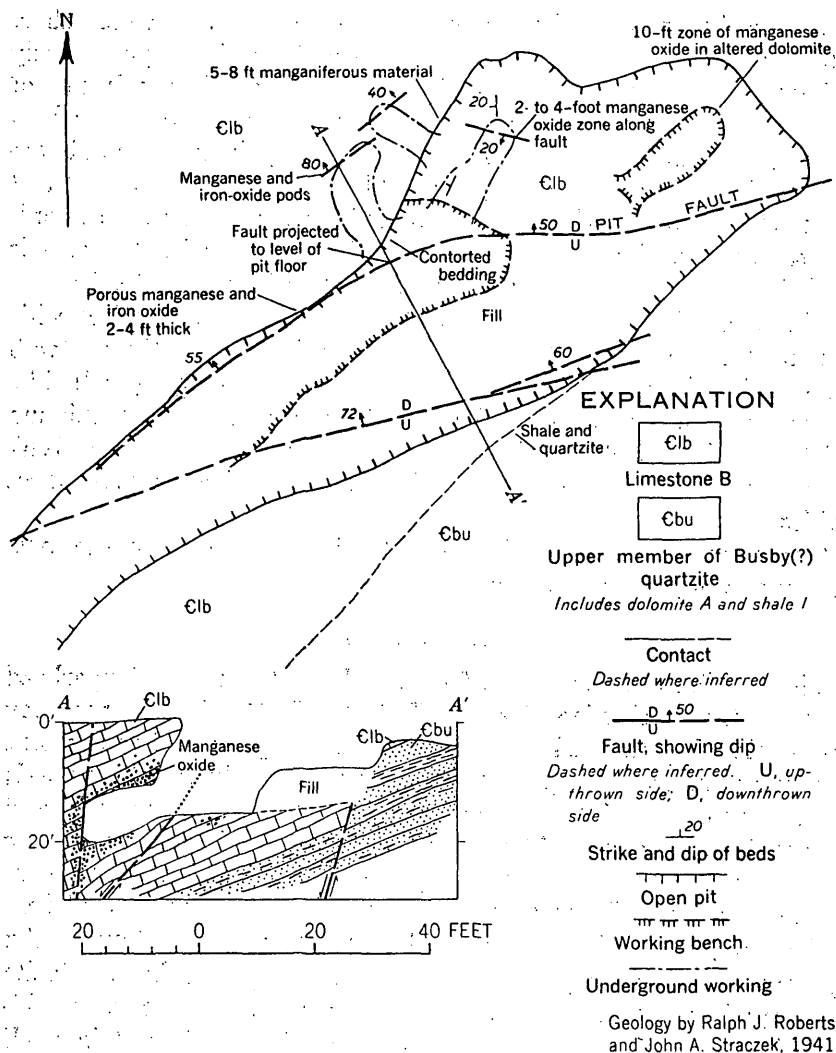 N
10-ft zone of manganese
oxide in altered dolomite
5-8 ft manganiferous material
40
20
2- to 4-foot manganese
oxide zone along
fault
Єlb
A
20
80
Єlb
Manganese and
iron-oxide pods
50 D PIT FAULT
U
Fault projected
to level of
pit floor
Contorted
bedding
Porous manganese and
iron oxide
2-4 ft thick
Fill
55
60
72
D
U
Shale and
quartzite
A'
Єbu
Єlb
EXPLANATION
Єlb
Limestone B
Єbu
Upper member of Busby(?)
quartzite
Includes dolomite A and shale I
Contact
Dashed where inferred
D 50
U
Fault, showing dip
Dashed where inferred. U, up-
thrown side; D, downthrown
side
20
Strike and dip of beds
Open pit
Working bench
Underground working
Geology by Ralph J. Roberts
and John A. Straczek, 1941
A Єlb A'
0'
Manganese
oxide
Єlb Єbu
Fill
20'
20 0 20 40 FEET